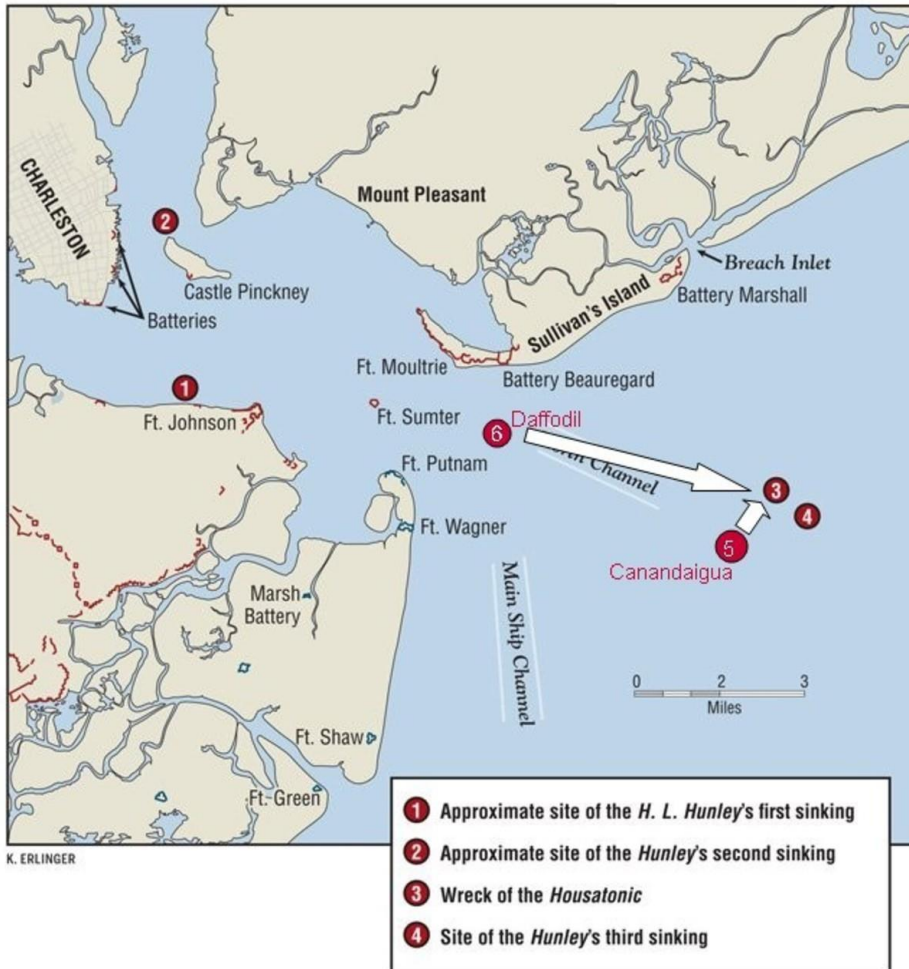 CHARLESTON
Mount Pleasant
2
Castle Pinckney
Batteries
Breach Inlet
Battery Marshall
Sullivan's Island
Ft. Moultrie
Battery Beauregard
1
Ft. Johnson
Ft. Sumter
6 Daffodil
Channel
Ft. Putnam
3
4
Ft. Wagner
5
Canandaigua
Marsh
Battery
Main Ship Channel
0 2 3
Miles
Ft. Shaw
Ft. Green
K. ERLINGER
1 Approximate site of the H. L. Hunley's first sinking
2 Approximate site of the Hunley's second sinking
3 Wreck of the Housatonic
4 Site of the Hunley's third sinking